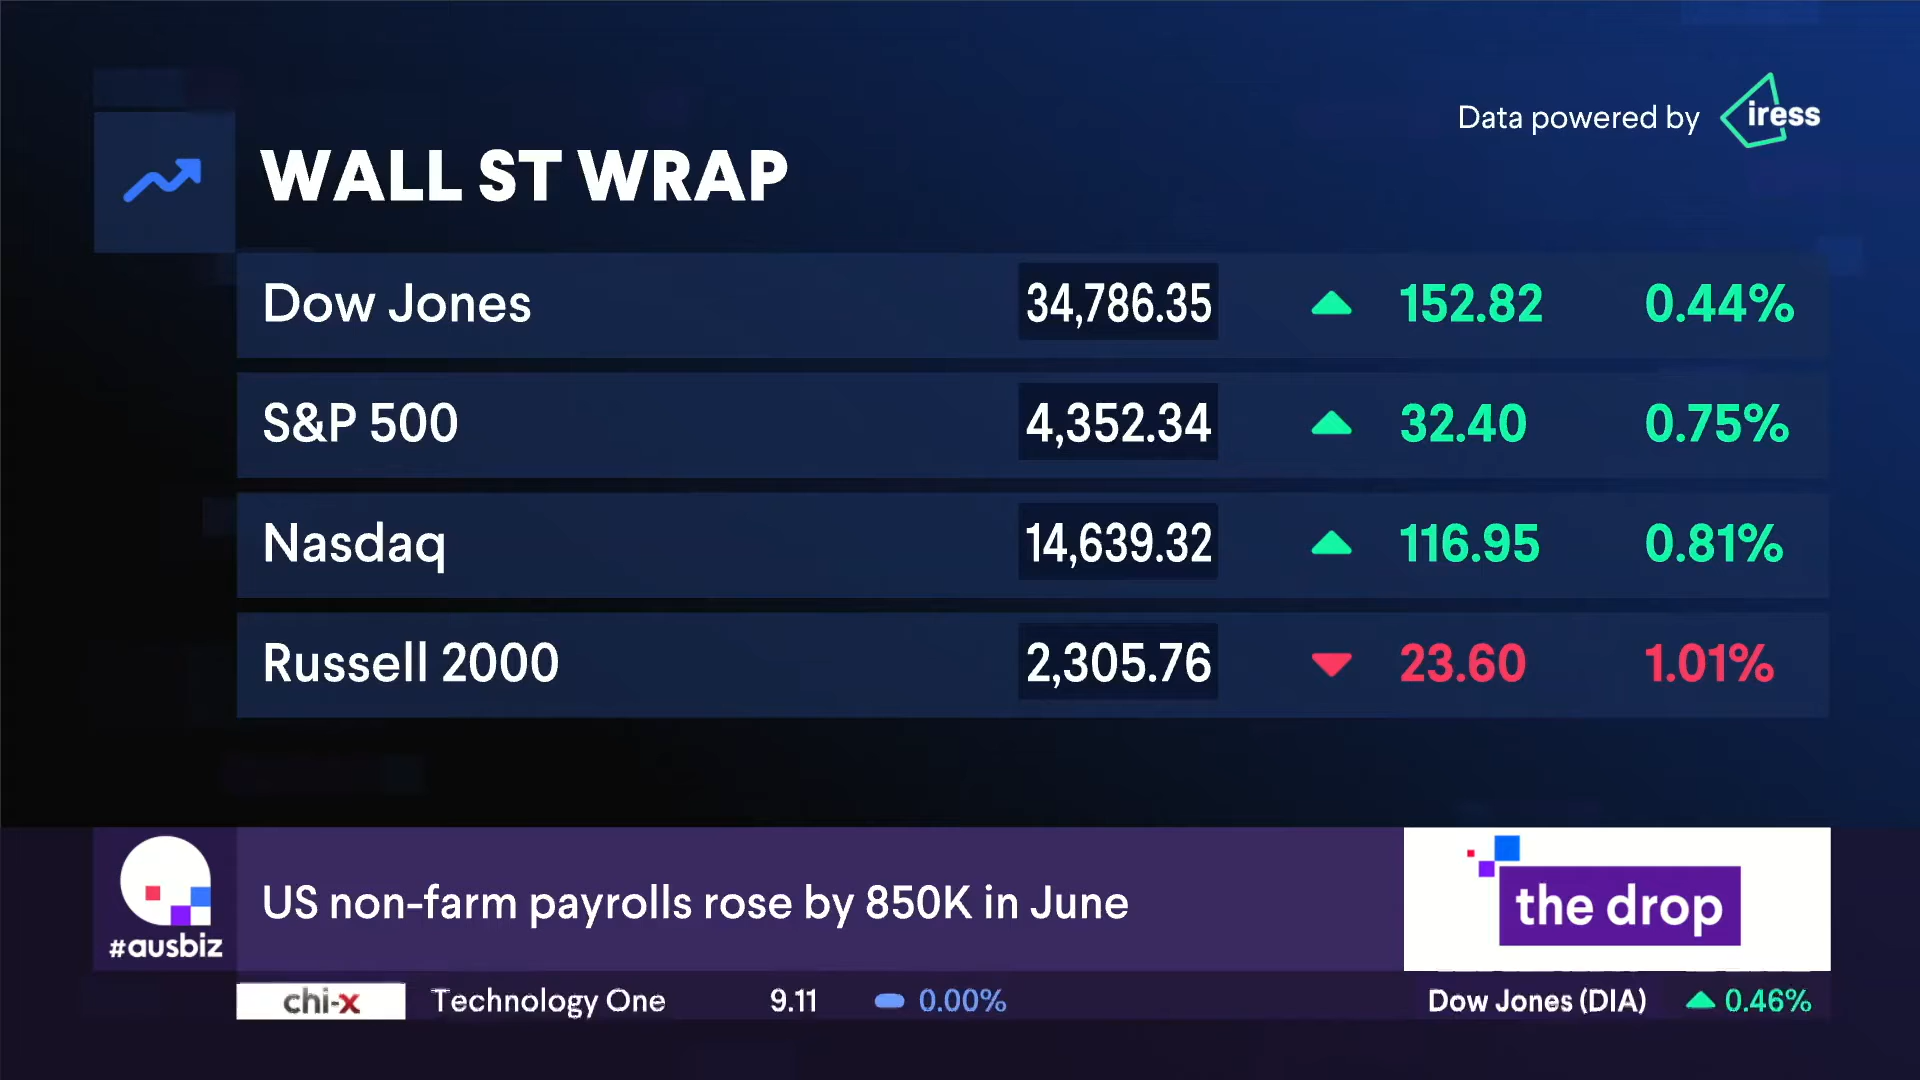 Data powered by iress
WALL ST WRAP
Dow Jones 34,786.35 152.82 0.44%
S&P 500 4,352.34 32.40 0.75%
Nasdaq 14,639.32 116.95 0.81%
Russell 2000 2,305.76 23.60 1.01%
US non-farm payrolls rose by 850K in June
the drop
#ausbiz
chi-x Technology One 9.11 0.00% Dow Jones (DIA) 0.46%